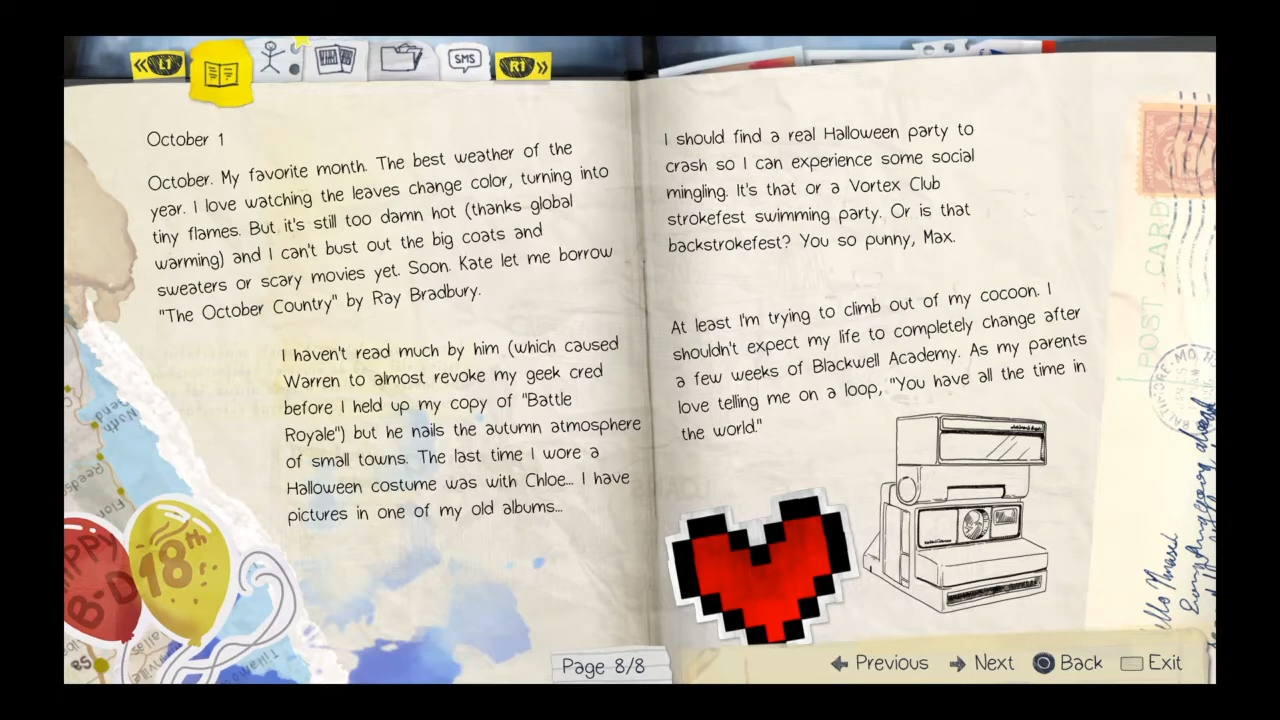 L1
SMS
R1
October 1
October. My favorite month. The best weather of the
year. I love watching the leaves change color, turning into
tiny flames. But it's still too damn hot (thanks global
warming) and I can't bust out the big coats and
sweaters or scary movies yet. Soon. Kate let me borrow
"The October Country" by Ray Bradbury.
I haven't read much by him (which caused
Warren to almost revoke my geek cred
before I held up my copy of "Battle
Royale") but he nails the autumn atmosphere
of small towns. The last time I wore a
Halloween costume was with Chloe... I have
pictures in one of my old albums...
I should find a real Halloween party to
crash so I can experience some social
mingling. It's that or a Vortex Club
strokefest swimming party. Or is that
backstrokefest? You so punny, Max.
At least I'm trying to climb out of my cocoon. I
shouldn't expect my life to completely change after
a few weeks of Blackwell Academy. As my parents
love telling me on a loop, "You have all the time in
the world."
POST CARD
North
Bend
Reedsp
Flor
HAPPY
B-D
18th
Tillamo
Page 8/8
Previous
Next
Back
Exit